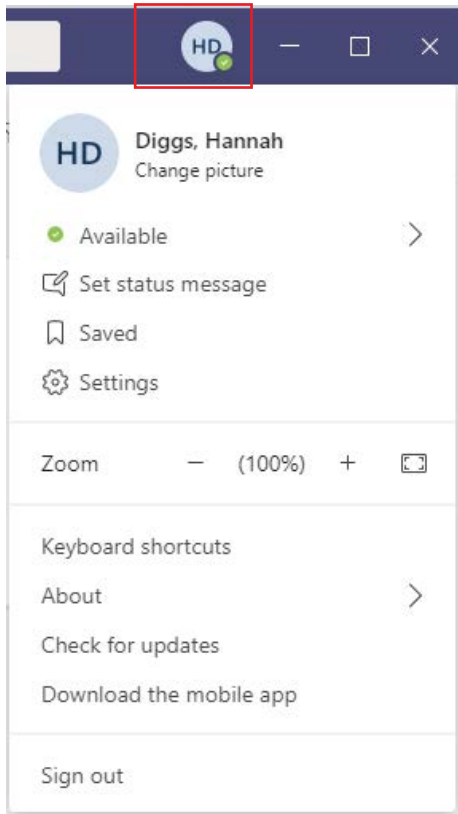 HD
HD
Diggs, Hannah
Change picture
Available
Set status message
Saved
Settings
Zoom − (100%) +
Keyboard shortcuts
About
Check for updates
Download the mobile app
Sign out